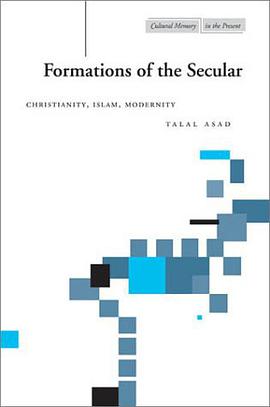 Cultural Memory in the Present
Formations of the Secular
CHRISTIANITY, ISLAM, MODERNITY
TALAL ASAD